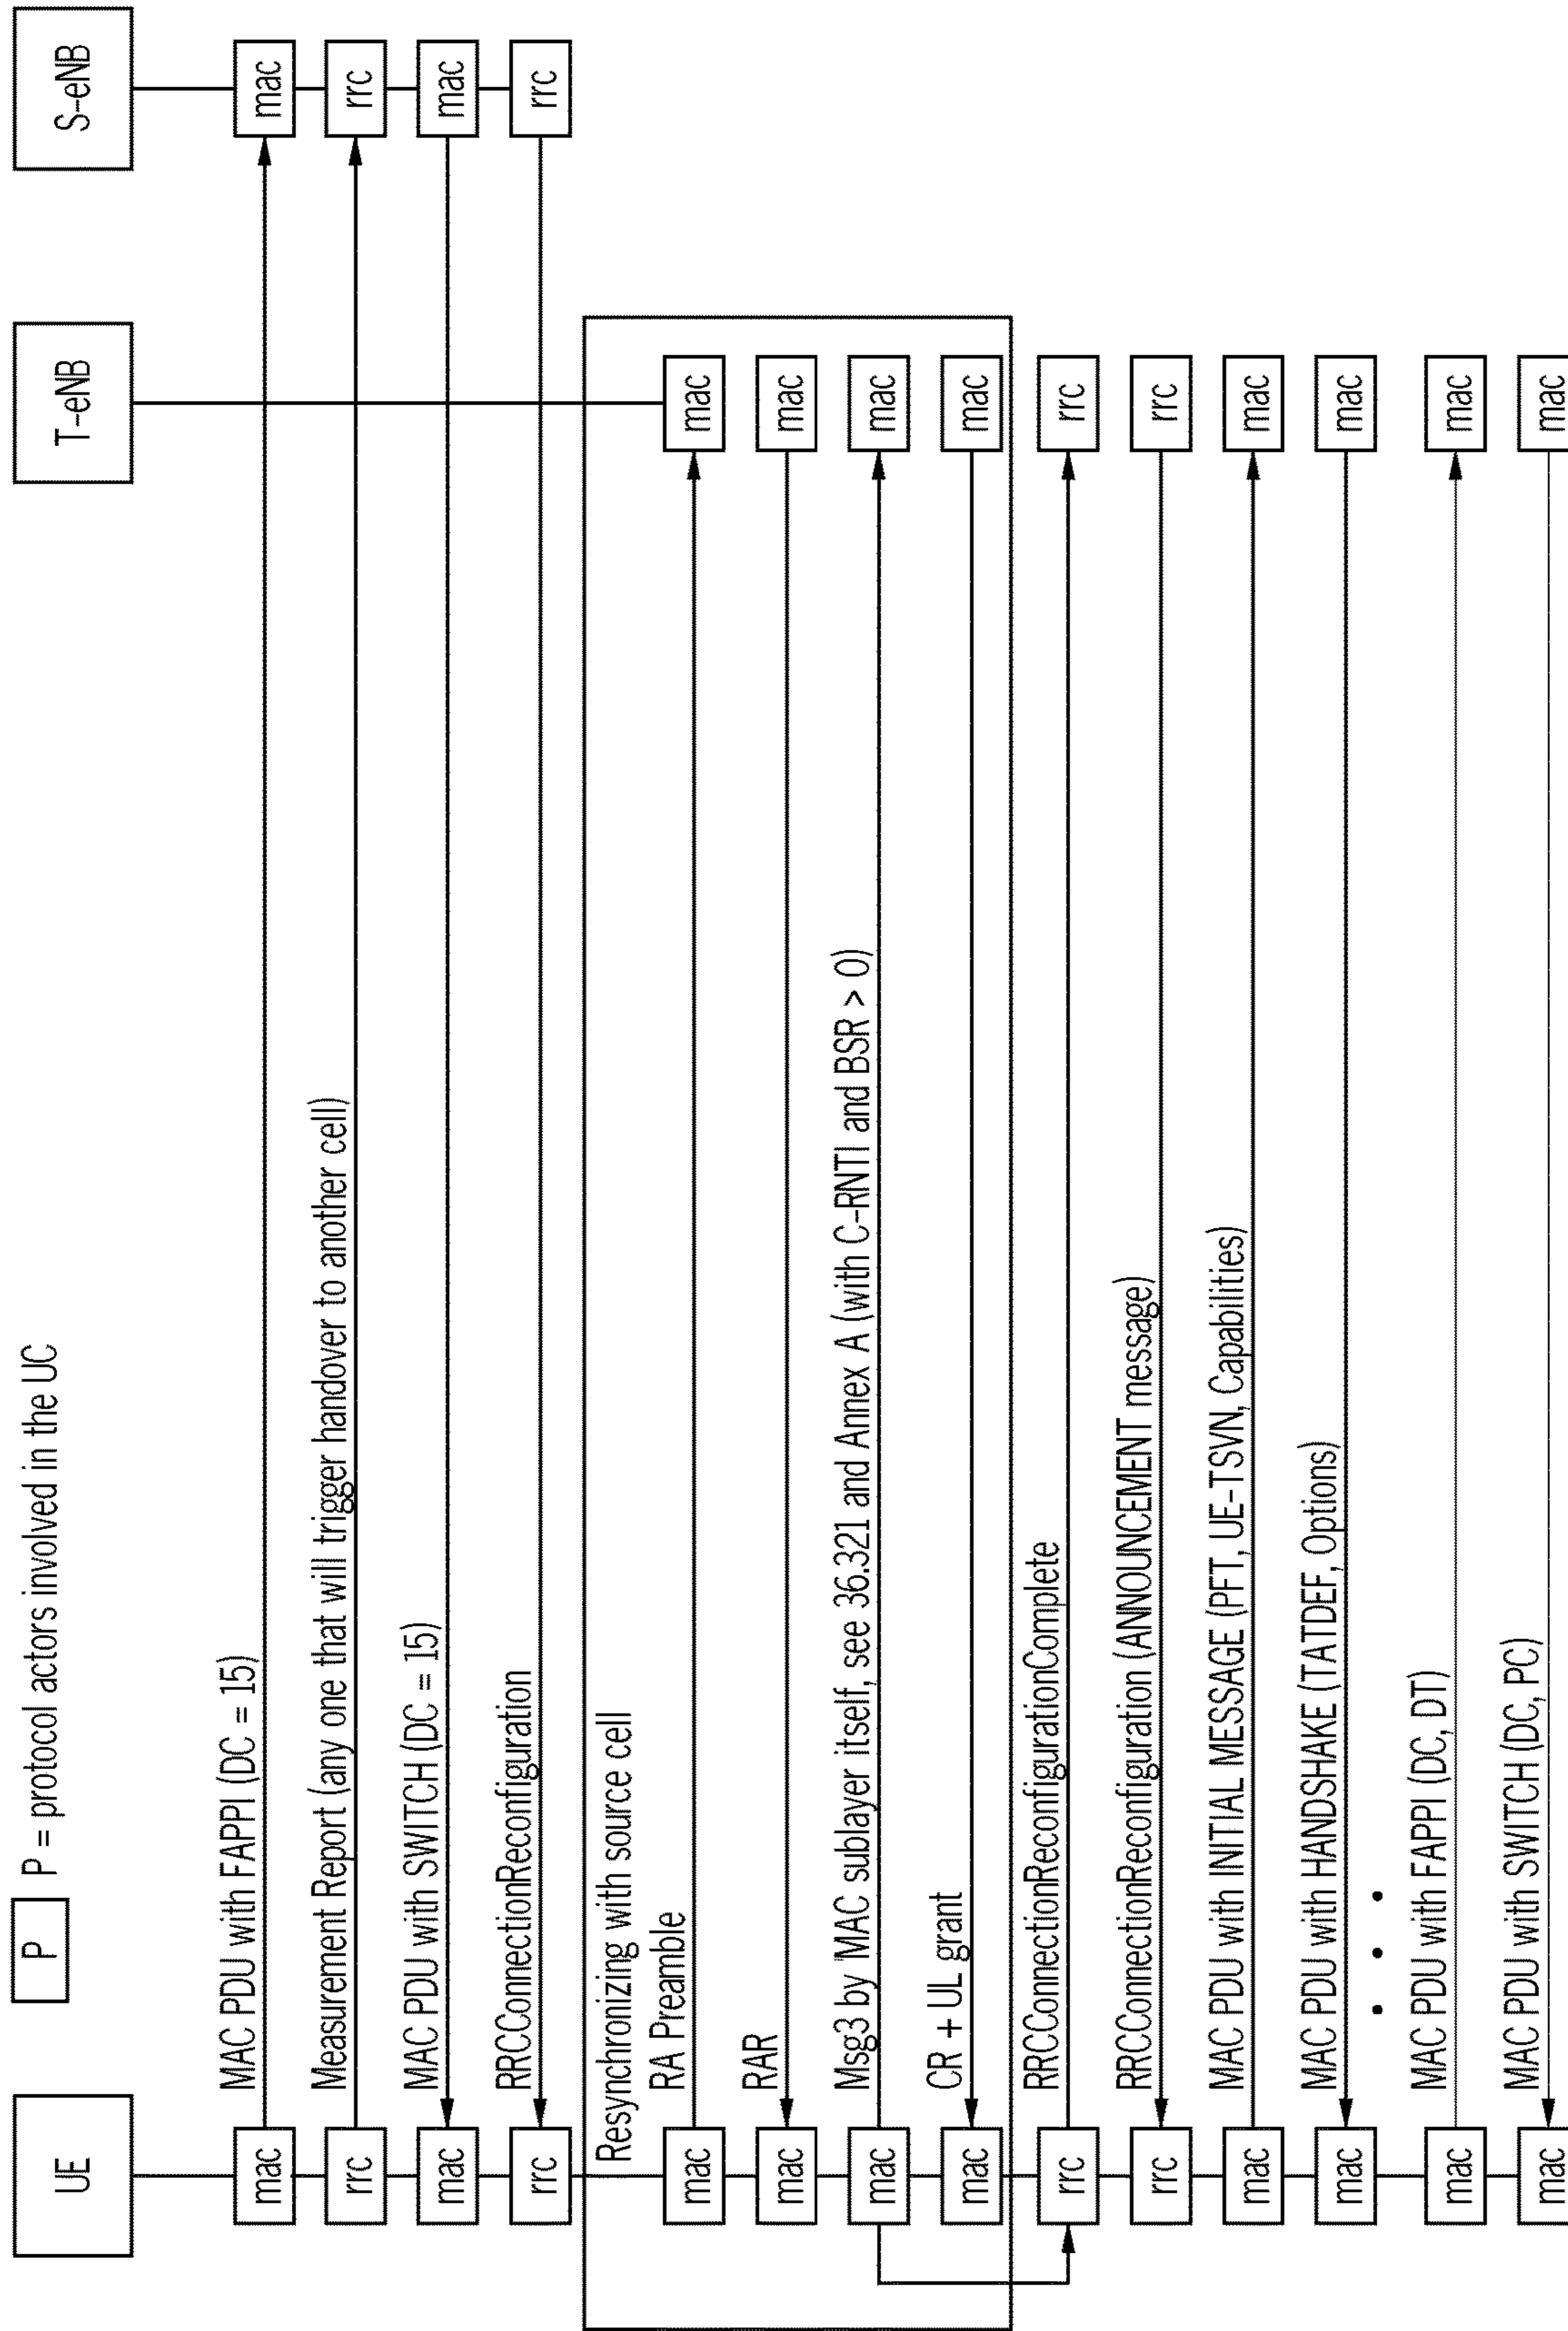 P P = protocol actors involved in the UC
UE T-eNB S-eNB
MAC PDU with FAPPI (DC = 15)
mac mac
Measurement Report (any one that will trigger handover to another cell)
rrc rrc
MAC PDU with SWITCH (DC = 15)
mac mac
RRCConnectionReconfiguration
rrc rrc
Resynchronizing with source cell
RA Preamble
mac mac
RAR
mac mac
Msg3 by MAC sublayer itself, see 36.321 and Annex A (with C-RNTI and BSR > 0)
mac mac
CR + UL grant
mac mac
RRCConnectionReconfigurationComplete
rrc rrc
RRCConnectionReconfiguration (ANNOUNCEMENT message)
rrc rrc
MAC PDU with INITIAL MESSAGE (PFT, UE-TSVN, Capabilities)
mac mac
MAC PDU with HANDSHAKE (TATDEF, Options)
mac mac
• • •
MAC PDU with FAPPI (DC, DT)
mac mac
MAC PDU with SWITCH (DC, PC)
mac mac